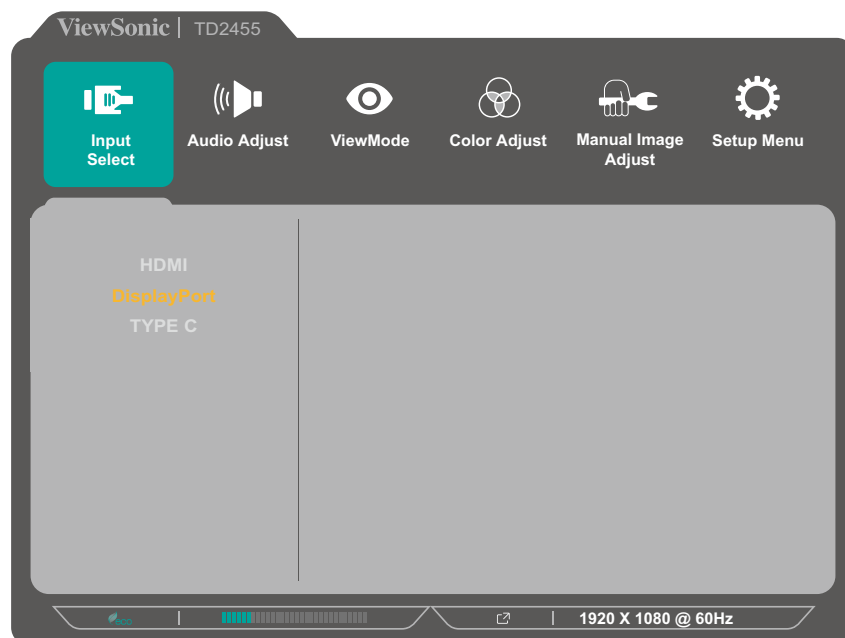 ViewSonic | TD2455
Input
Select
Audio Adjust
ViewMode
Color Adjust
Manual Image
Adjust
Setup Menu
HDMI
DisplayPort
TYPE C
eco
1920 X 1080 @ 60Hz